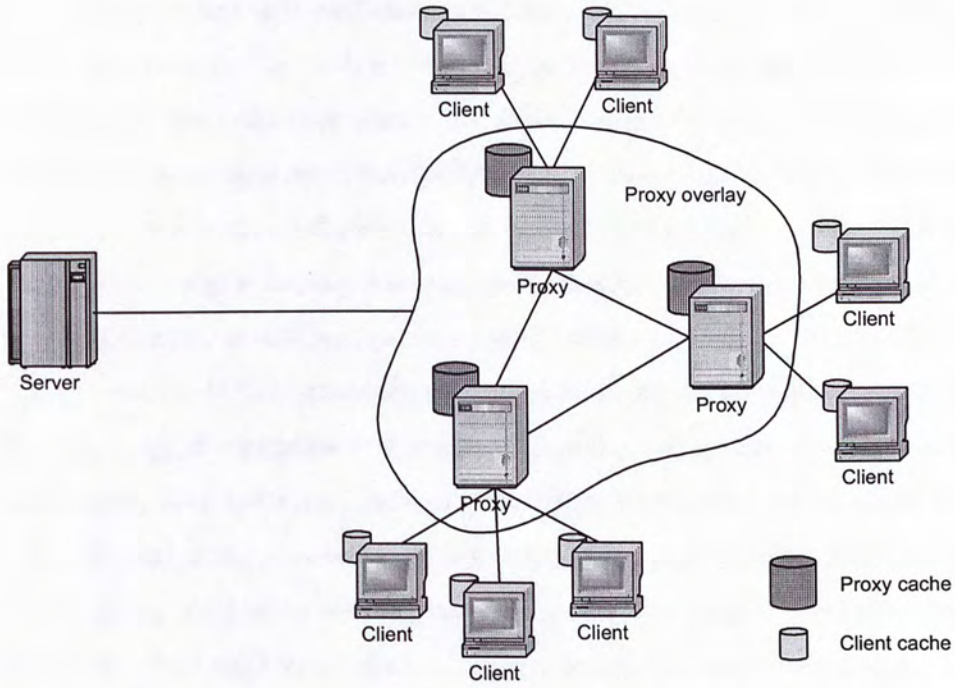 Client
Client
Proxy overlay
Proxy
Client
Server
Proxy
Client
Proxy
Client
Client
Client
Proxy cache
Client cache